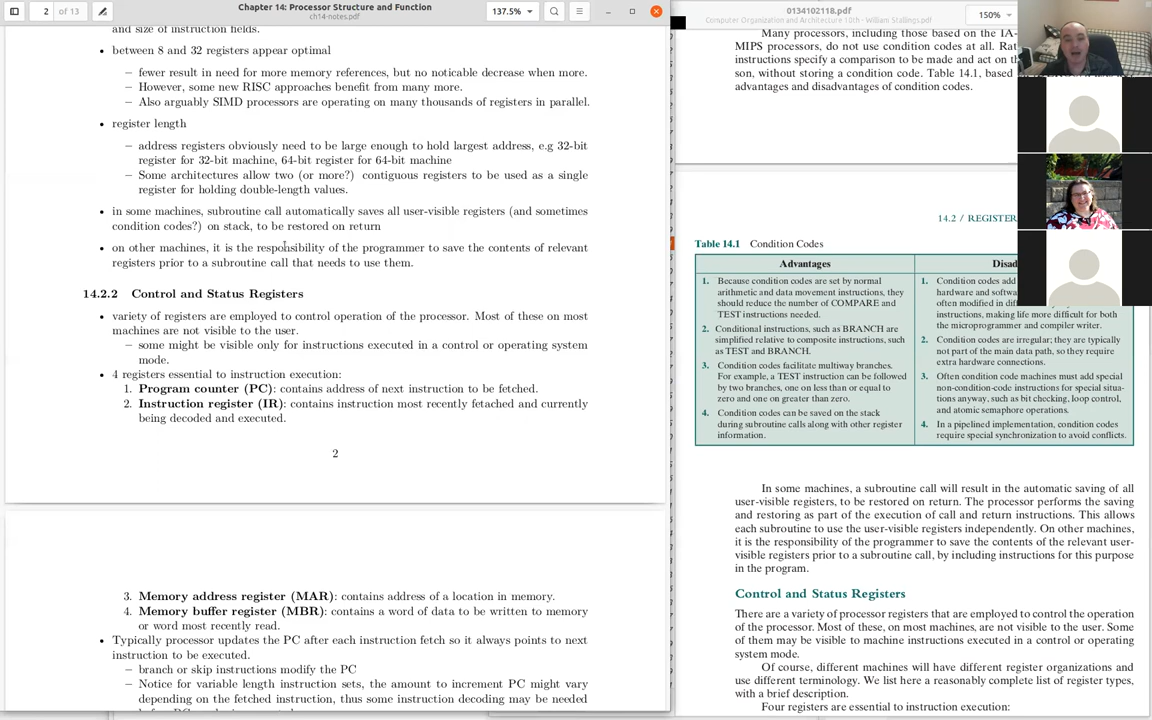 2 of 13
Chapter 14: Processor Structure and Function
ch14-notes.pdf
137.5%
and size of instruction fields.
• between 8 and 32 registers appear optimal
– fewer result in need for more memory references, but no noticable decrease when more.
– However, some new RISC approaches benefit from many more.
– Also arguably SIMD processors are operating on many thousands of registers in parallel.
• register length
– address registers obviously need to be large enough to hold largest address, e.g 32-bit
register for 32-bit machine, 64-bit register for 64-bit machine
– Some architectures allow two (or more?) contiguous registers to be used as a single
register for holding double-length values.
• in some machines, subroutine call automatically saves all user-visible registers (and sometimes
condition codes?) on stack, to be restored on return
• on other machines, it is the responsibility of the programmer to save the contents of relevant
registers prior to a subroutine call that needs to use them.
14.2.2 Control and Status Registers
• variety of registers are employed to control operation of the processor. Most of these on most
machines are not visible to the user.
– some might be visible only for instructions executed in a control or operating system
mode.
• 4 registers essential to instruction execution:
1. Program counter (PC): contains address of next instruction to be fetched.
2. Instruction register (IR): contains instruction most recently fetached and currently
being decoded and executed.
2
3. Memory address register (MAR): contains address of a location in memory.
4. Memory buffer register (MBR): contains a word of data to be written to memory
or word most recently read.
• Typically processor updates the PC after each instruction fetch so it always points to next
instruction to be executed.
– branch or skip instructions modify the PC
– Notice for variable length instruction sets, the amount to increment PC might vary
depending on the fetched instruction, thus some instruction decoding may be needed
0134102118.pdf
Computer Organization and Architecture 10th - William Stallings.pdf
150%
Many processors, including those based on the IA-
MIPS processors, do not use condition codes at all. Rat
instructions specify a comparison to be made and act on th
son, without storing a condition code. Table 14.1, based
advantages and disadvantages of condition codes.
14.2 / REGISTER
Table 14.1 Condition Codes
Advantages
1. Because condition codes are set by normal
arithmetic and data movement instructions, they
should reduce the number of COMPARE and
TEST instructions needed.
2. Conditional instructions, such as BRANCH are
simplified relative to composite instructions, such
as TEST and BRANCH.
3. Condition codes facilitate multiway branches.
For example, a TEST instruction can be followed
by two branches, one on less than or equal to
zero and one on greater than zero.
4. Condition codes can be saved on the stack
during subroutine calls along with other register
information.
Disad
1. Condition codes add
hardware and softwa
often modified in diff
instructions, making life more difficult for both
the microprogrammer and compiler writer.
2. Condition codes are irregular; they are typically
not part of the main data path, so they require
extra hardware connections.
3. Often condition code machines must add special
non-condition-code instructions for special situa-
tions anyway, such as bit checking, loop control,
and atomic semaphore operations.
4. In a pipelined implementation, condition codes
require special synchronization to avoid conflicts.
In some machines, a subroutine call will result in the automatic saving of all
user-visible registers, to be restored on return. The processor performs the saving
and restoring as part of the execution of call and return instructions. This allows
each subroutine to use the user-visible registers independently. On other machines,
it is the responsibility of the programmer to save the contents of the relevant user-
visible registers prior to a subroutine call, by including instructions for this purpose
in the program.
Control and Status Registers
There are a variety of processor registers that are employed to control the operation
of the processor. Most of these, on most machines, are not visible to the user. Some
of them may be visible to machine instructions executed in a control or operating
system mode.
Of course, different machines will have different register organizations and
use different terminology. We list here a reasonably complete list of register types,
with a brief description.
Four registers are essential to instruction execution: